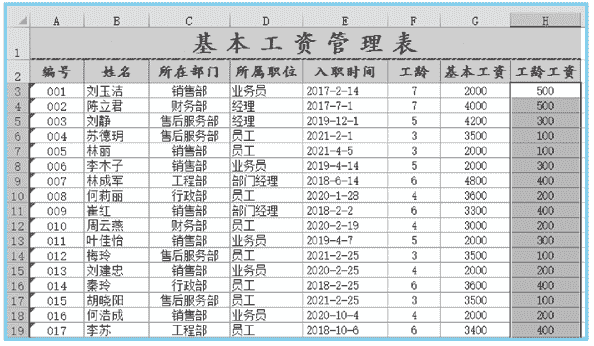 A B C D E F G H
1 基本工资管理表
2 编号 姓名 所在部门 所属职位 入职时间 工龄 基本工资 工龄工资
3 001 刘玉洁 销售部 业务员 2017-2-14 7 2000 500
4 002 陈立君 财务部 经理 2017-7-1 7 4000 500
5 003 刘静 售后服务部 经理 2019-12-1 5 4200 300
6 004 苏德玥 售后服务部 员工 2021-2-1 3 3500 100
7 005 林丽 销售部 员工 2021-4-5 3 2000 100
8 006 李木子 销售部 业务员 2019-4-14 5 2000 300
9 007 林成军 工程部 部门经理 2018-6-14 6 4800 400
10 008 何莉丽 行政部 员工 2020-1-28 4 3600 200
11 009 崔红 销售部 部门经理 2018-2-2 6 3300 400
12 010 周云燕 财务部 员工 2020-2-19 4 3000 200
13 011 叶佳怡 销售部 业务员 2019-4-7 5 2000 300
14 012 梅玲 售后服务部 员工 2021-2-25 3 3500 100
15 013 刘建忠 销售部 业务员 2020-2-25 4 2000 200
16 014 秦玲 行政部 员工 2018-2-25 6 3600 400
17 015 胡晓阳 售后服务部 员工 2021-2-25 3 3500 100
18 016 何浩成 销售部 业务员 2020-10-4 4 2000 200
19 017 李苏 工程部 员工 2018-10-6 6 3400 400